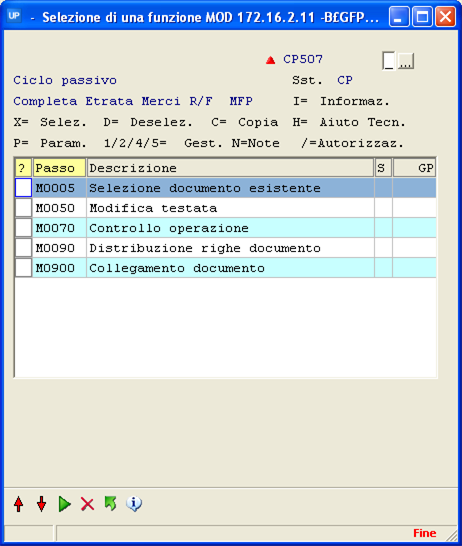 UP - Selezione di una funzione MOD 172.16.2.11 -B£GFP...
CP507 _ ...
Ciclo passivo Sst. CP
Completa Etrata Merci R/F MFP I= Informaz.
X= Selez. D= Deselez. C= Copia H= Aiuto Tecn.
P= Param. 1/2/4/5= Gest. N=Note /=Autorizzaz.
? Passo Descrizione S GP
M0005 Selezione documento esistente
M0050 Modifica testata
M0070 Controllo operazione
M0090 Distribuzione righe documento
M0900 Collegamento documento
Fine